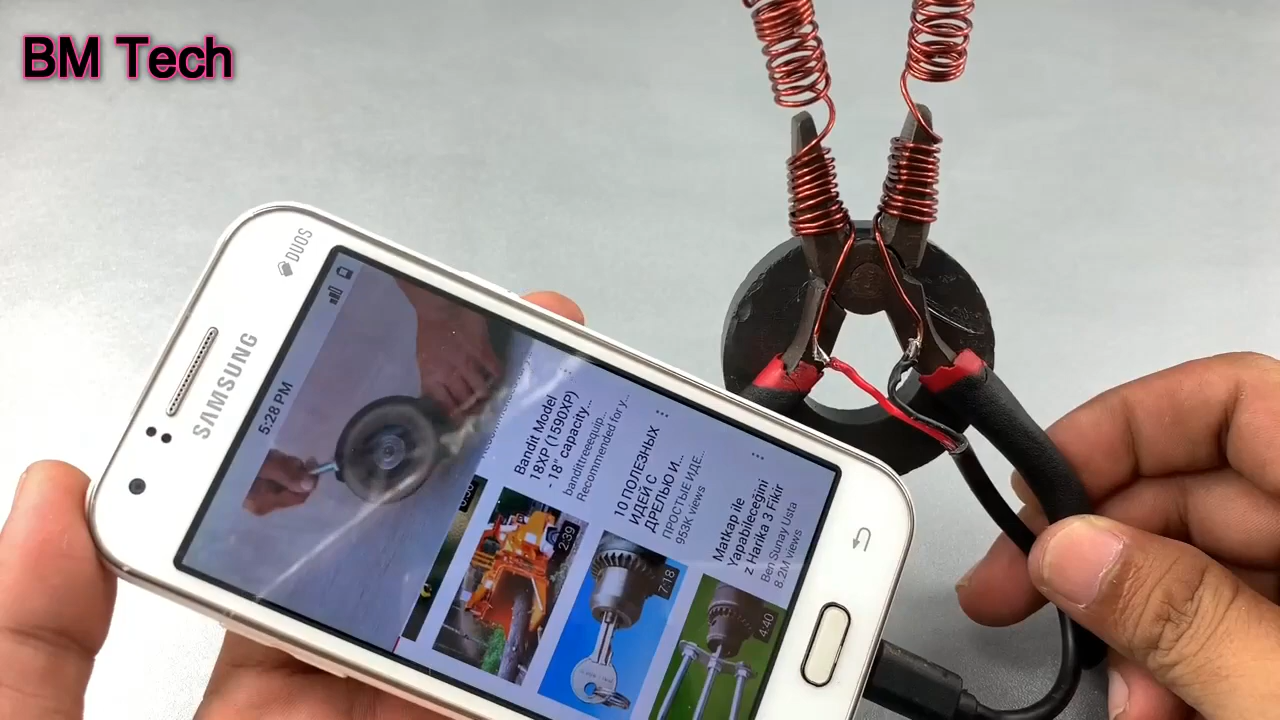 BM Tech
DUOS
SAMSUNG
5:28 PM
Bandit Model
18XP (1590XP)
- 18" capacity...
bandittreeequip...
Recommended for y...
2:39
10 ПОЛЕЗНЫХ
ИДЕЙ С
ДРЕЛЬЮ И...
ПРОСТЫЕ ИДЕ...
953K views
7:18
Matkap ile
Yapabileceğini
z Harika 3 Fikir
Ben Sunay Usta
8.2M views
4:40